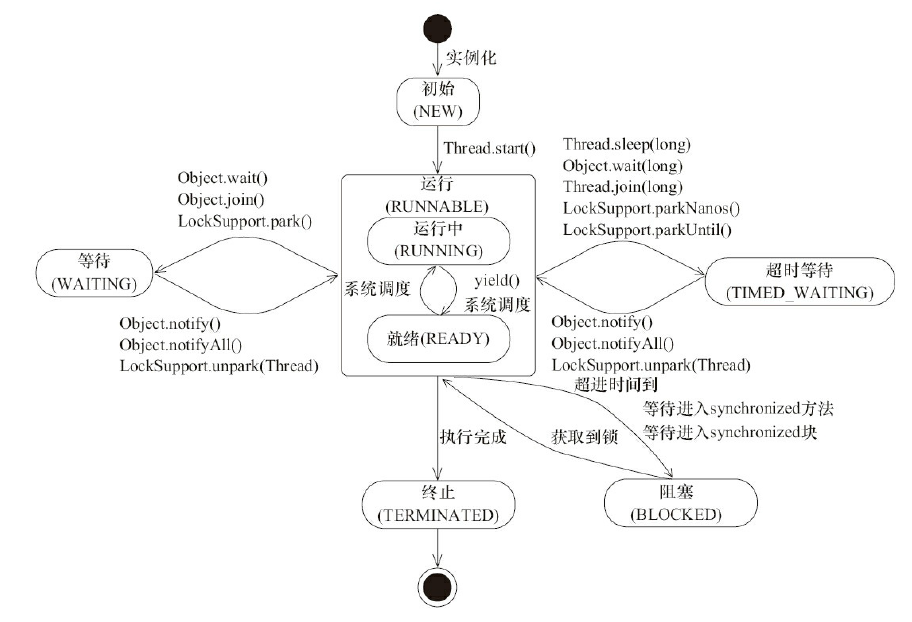 实例化
初始
(NEW)
Thread.start()
Thread.sleep(long)
Object.wait(long)
Thread.join(long)
LockSupport.parkNanos()
LockSupport.parkUntil()
Object.wait()
Object.join()
LockSupport.park()
运行
(RUNNABLE)
运行中
(RUNNING)
等待
(WAITING)
超时等待
(TIMED_WAITING)
系统调度
yield()
系统调度
就绪(READY)
Object.notify()
Object.notifyAll()
LockSupport.unpark(Thread)
Object.notify()
Object.notifyAll()
LockSupport.unpark(Thread)
超进时间到
等待进入synchronized方法
等待进入synchronized块
执行完成
获取到锁
终止
(TERMINATED)
阻塞
(BLOCKED)